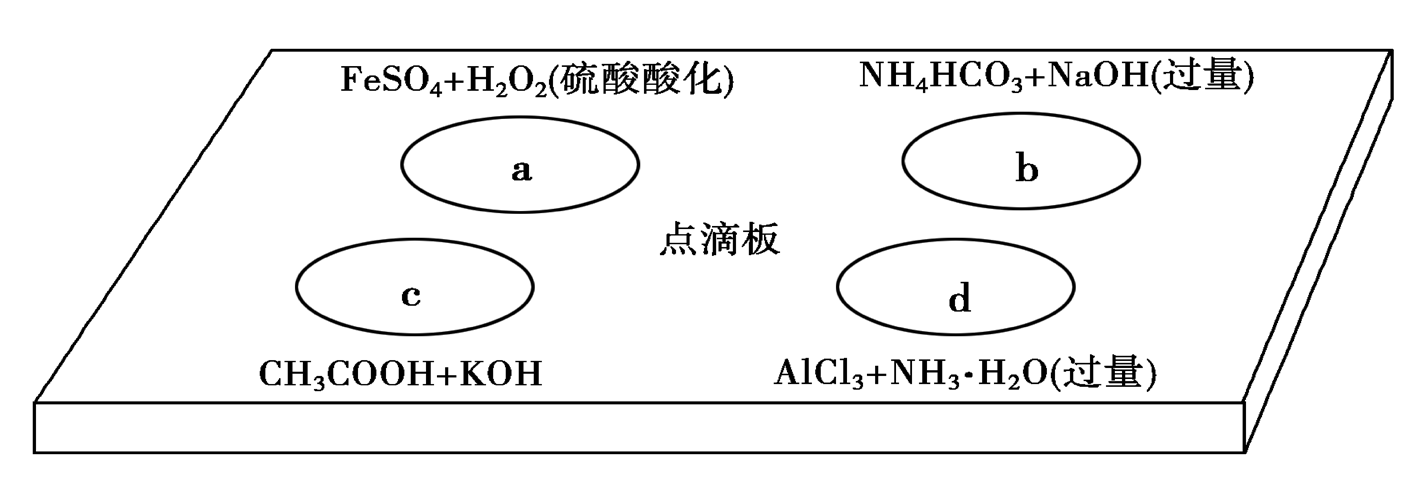 FeSO₄+H₂O₂(硫酸酸化)
NH₄HCO₃+NaOH(过量)
a
b
点滴板
c
d
CH₃COOH+KOH
AlCl₃+NH₃·H₂O(过量)